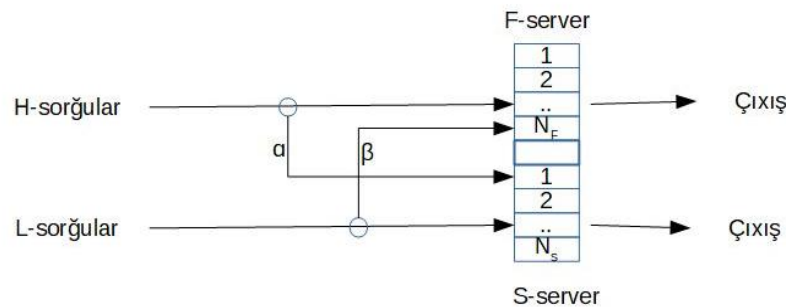 F-server
1
2
H-sorğular
..
Çıxış
N_F
α
β
1
2
L-sorğular
..
Çıxış
N_s
S-server